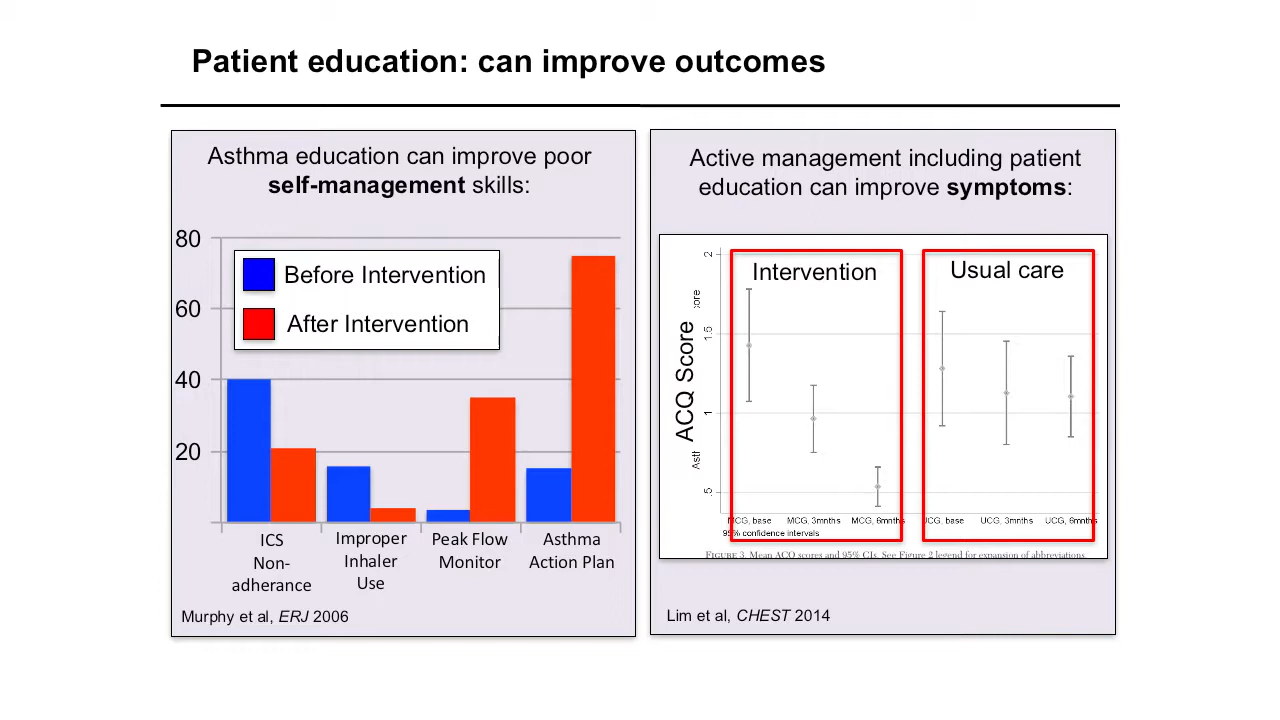 Patient education: can improve outcomes
Asthma education can improve poor
self-management skills:
80
60
40
20
Before Intervention
After Intervention
ICS
Non-
adherance
Improper
Inhaler
Use
Peak Flow
Monitor
Asthma
Action Plan
Murphy et al, ERJ 2006
Active management including patient
education can improve symptoms:
Intervention
Usual care
ACQ Score
2
1.5
1
.5
MCG, base
MCG, 3mnths
MCG, 6mnths
UCG, base
UCG, 3mnths
UCG, 6mnths
95% confidence intervals
FIGURE 3. Mean ACQ scores and 95% CIs. See Figure 2 legend for expansion of abbreviations.
Lim et al, CHEST 2014